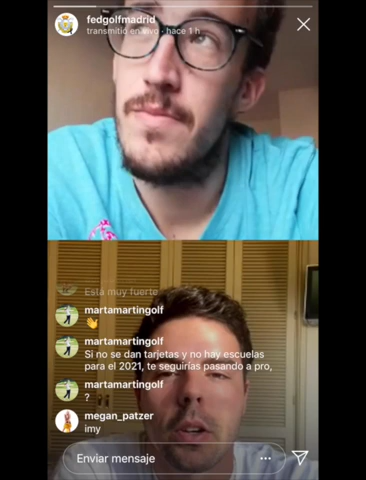 fedgolfmadrid
transmitió en vivo · hace 1 h
Está muy fuerte
martamartingolf
👋
martamartingolf
Si no se dan tarjetas y no hay escuelas
para el 2021, te seguirías pasando a pro,
martamartingolf
?
megan_patzer
imy
Enviar mensaje